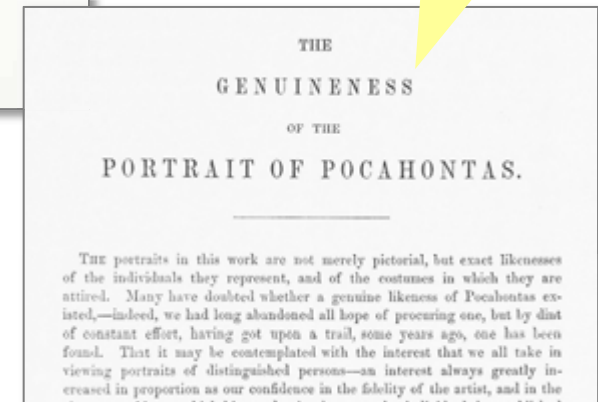 THE
GENUINENESS
OF THE
PORTRAIT OF POCAHONTAS.
THE portraits in this work are not merely pictorial, but exact likenesses
of the individuals they represent, and of the costumes in which they are
attired. Many have doubted whether a genuine likeness of Pocahontas ex-
isted,—indeed, we had long abandoned all hope of procuring one, but by dint
of constant effort, having got upon a trail, some years ago, one has been
found. That it may be contemplated with the interest that we all take in
viewing portraits of distinguished persons—an interest always greatly in-
creased in proportion as our confidence in the fidelity of the artist, and in the